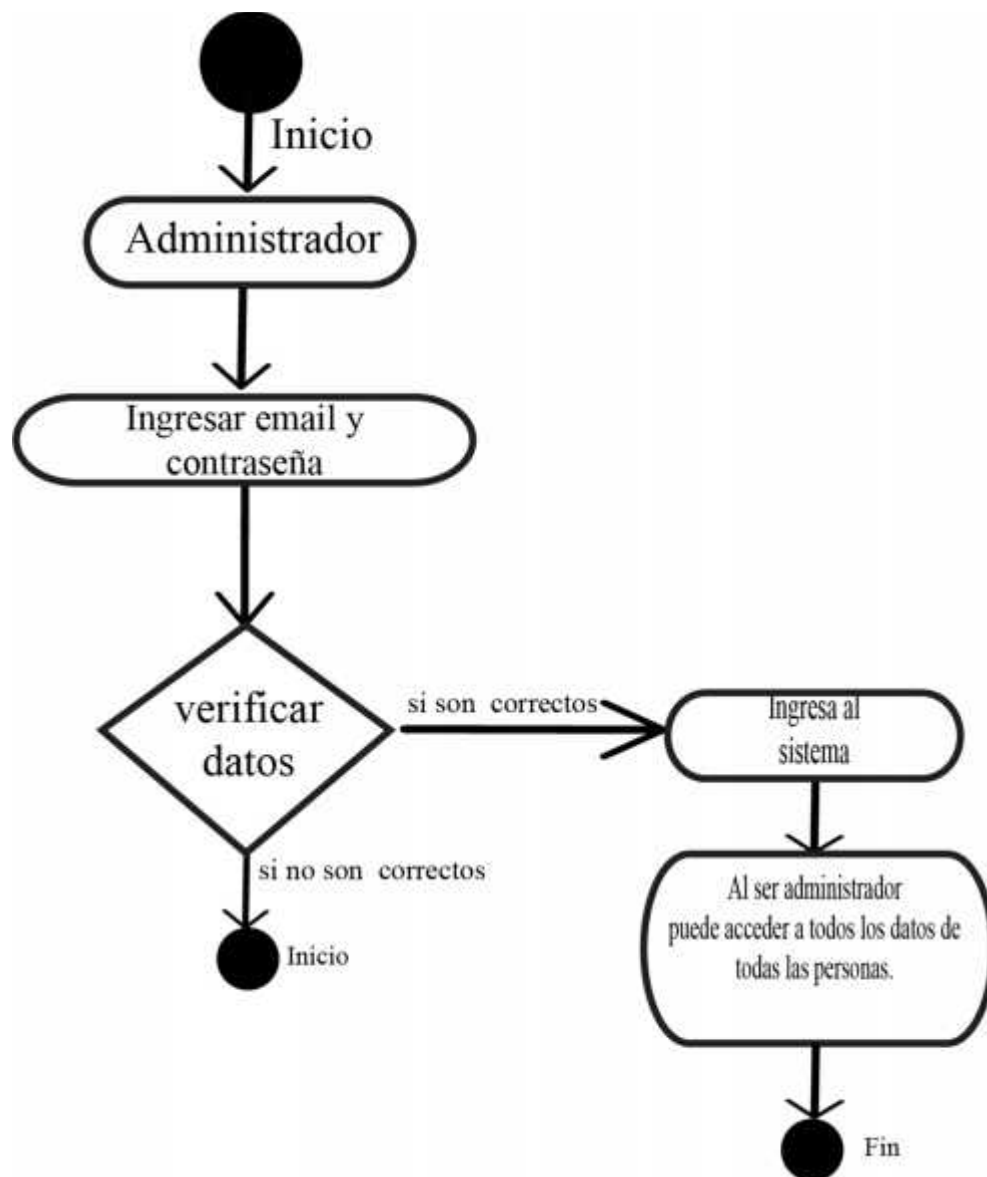 Inicio
Administrador
Ingresar email y
contraseña
verificar
datos
si son correctos
Ingresa al
sistema
si no son correctos
Inicio
Al ser administrador
puede acceder a todos los datos de
todas las personas.
Fin